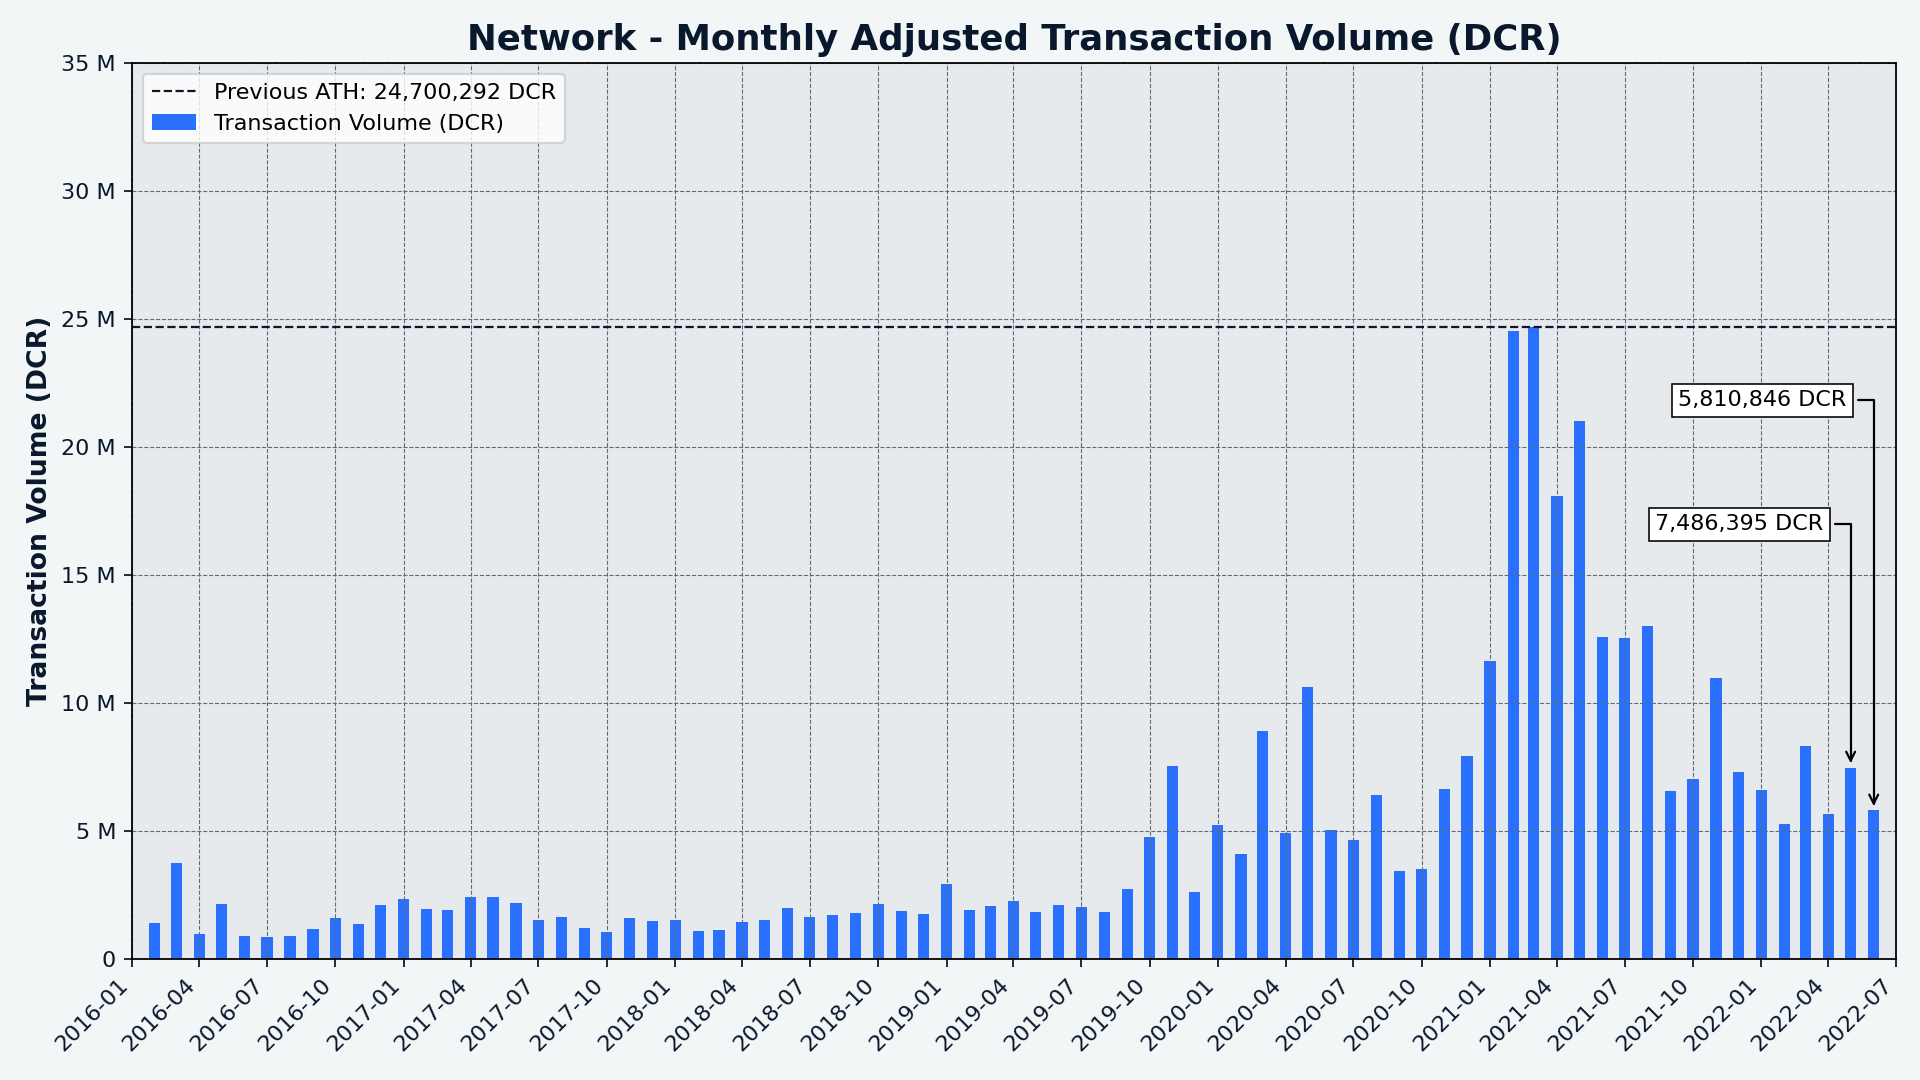 Network - Monthly Adjusted Transaction Volume (DCR)
Previous ATH: 24,700,292 DCR
Transaction Volume (DCR)
Transaction Volume (DCR)
35 M
30 M
25 M
20 M
15 M
10 M
5 M
0
5,810,846 DCR
7,486,395 DCR
2016-01
2016-04
2016-07
2016-10
2017-01
2017-04
2017-07
2017-10
2018-01
2018-04
2018-07
2018-10
2019-01
2019-04
2019-07
2019-10
2020-01
2020-04
2020-07
2020-10
2021-01
2021-04
2021-07
2021-10
2022-01
2022-04
2022-07